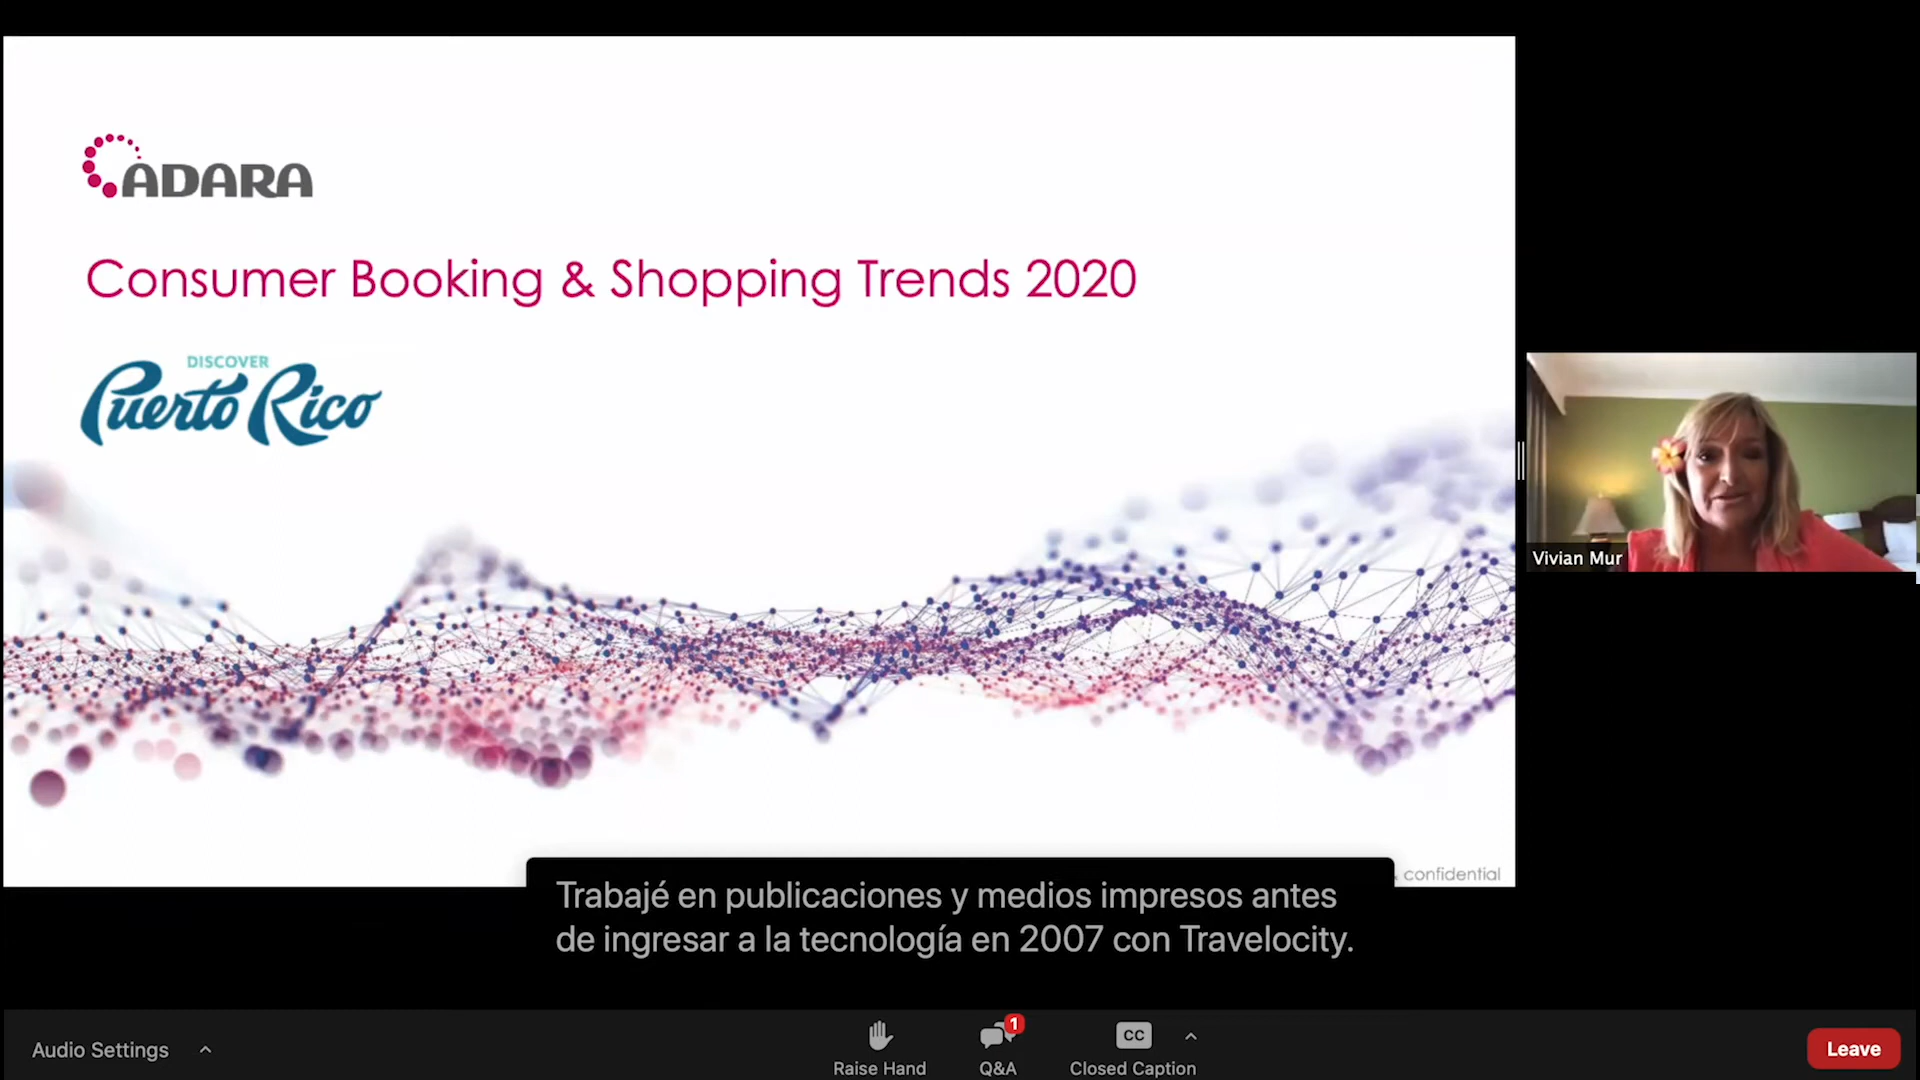 ADARA
Consumer Booking & Shopping Trends 2020
DISCOVER
Puerto Rico
Vivian Mur
confidential
Trabajé en publicaciones y medios impresos antes
de ingresar a la tecnología en 2007 con Travelocity.
Audio Settings
Raise Hand
1
Q&A
CC
Closed Caption
Leave